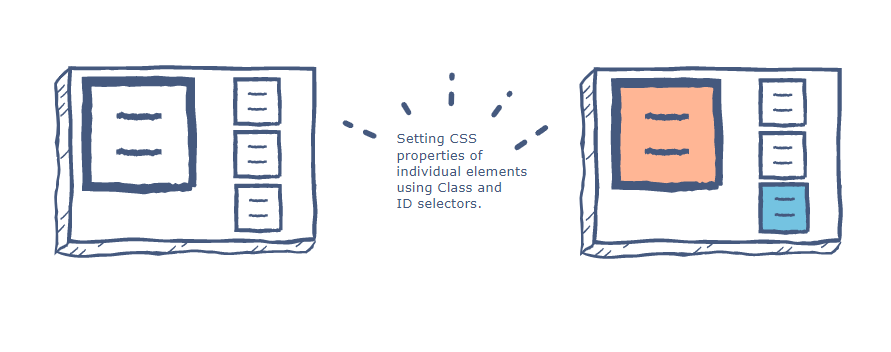 Setting CSS
properties of
individual elements
using Class and
ID selectors.